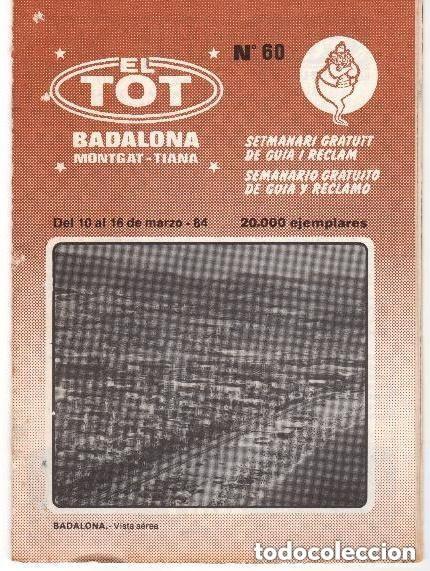 EL
TOT
BADALONA
MONTGAT - TIANA
Nº 60
SETMANARI GRATUTT
DE GUIA I RECLAM
SEMANARIO GRATUITO
DE GUIA Y RECLAMO
Del 10 al 16 de marzo - 84
20.000 ejemplares
BADALONA.- Vista aérea
todocoleccion